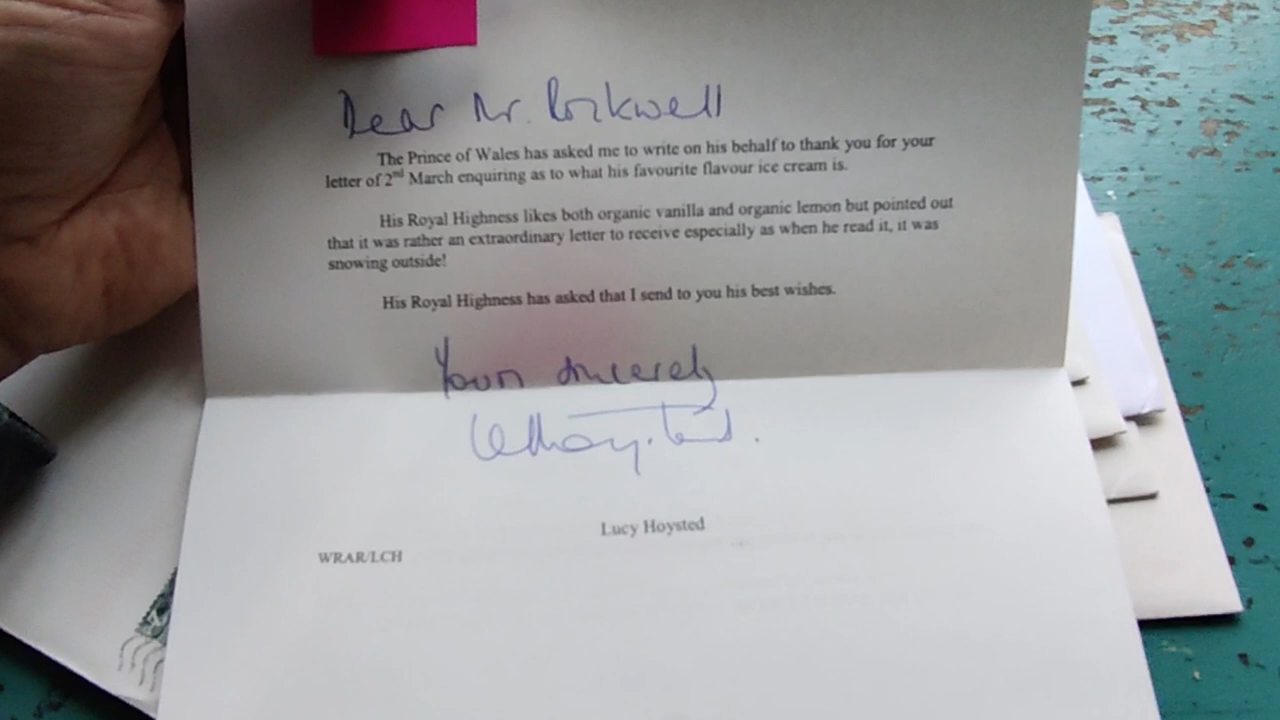 Dear Mr. Rockwell
The Prince of Wales has asked me to write on his behalf to thank you for your
letter of 2nd March enquiring as to what his favourite flavour ice cream is.
His Royal Highness likes both organic vanilla and organic lemon but pointed out
that it was rather an extraordinary letter to receive especially as when he read it, it was
snowing outside!
His Royal Highness has asked that I send to you his best wishes.
Yours sincerely
Lucy Hoysted
WRAR/LCH